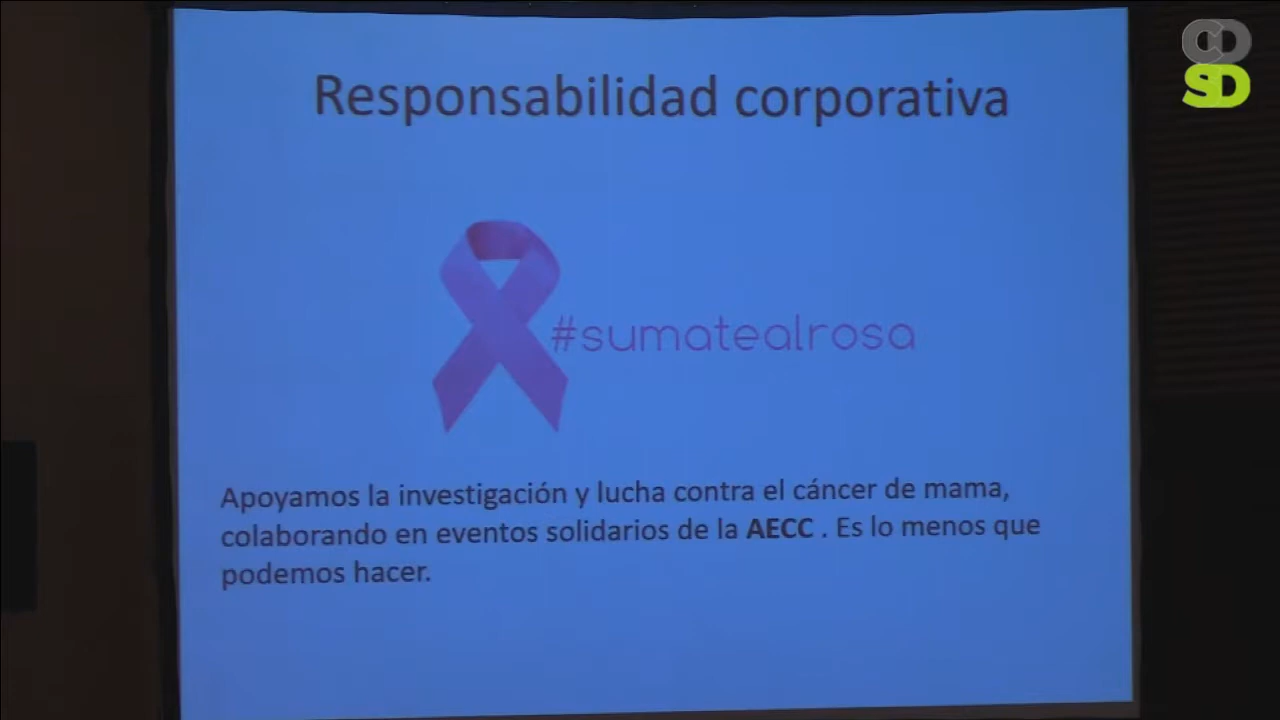 CD
SD
Responsabilidad corporativa
#sumatealrosa
Apoyamos la investigación y lucha contra el cáncer de mama,
colaborando en eventos solidarios de la AECC . Es lo menos que
podemos hacer.